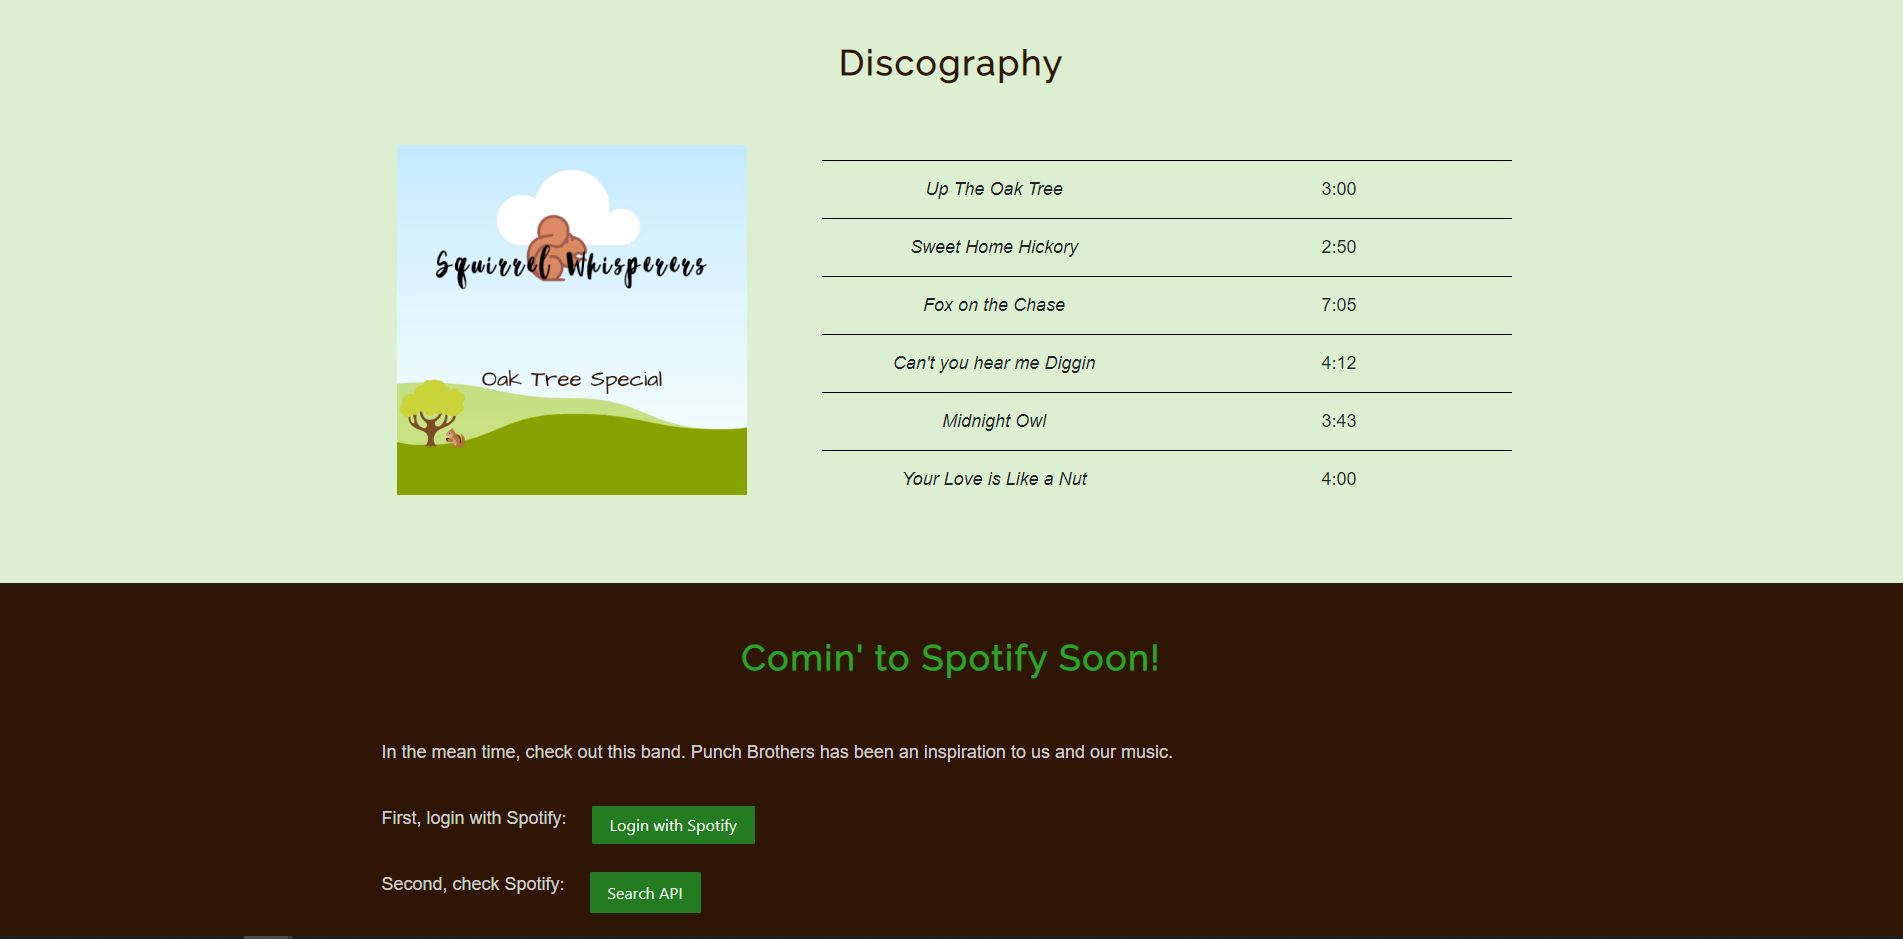 Discography
Squirrel Whisperers
Oak Tree Special
Up The Oak Tree 3:00
Sweet Home Hickory 2:50
Fox on the Chase 7:05
Can't you hear me Diggin 4:12
Midnight Owl 3:43
Your Love is Like a Nut 4:00
Comin' to Spotify Soon!
In the mean time, check out this band. Punch Brothers has been an inspiration to us and our music.
First, login with Spotify: Login with Spotify
Second, check Spotify: Search API